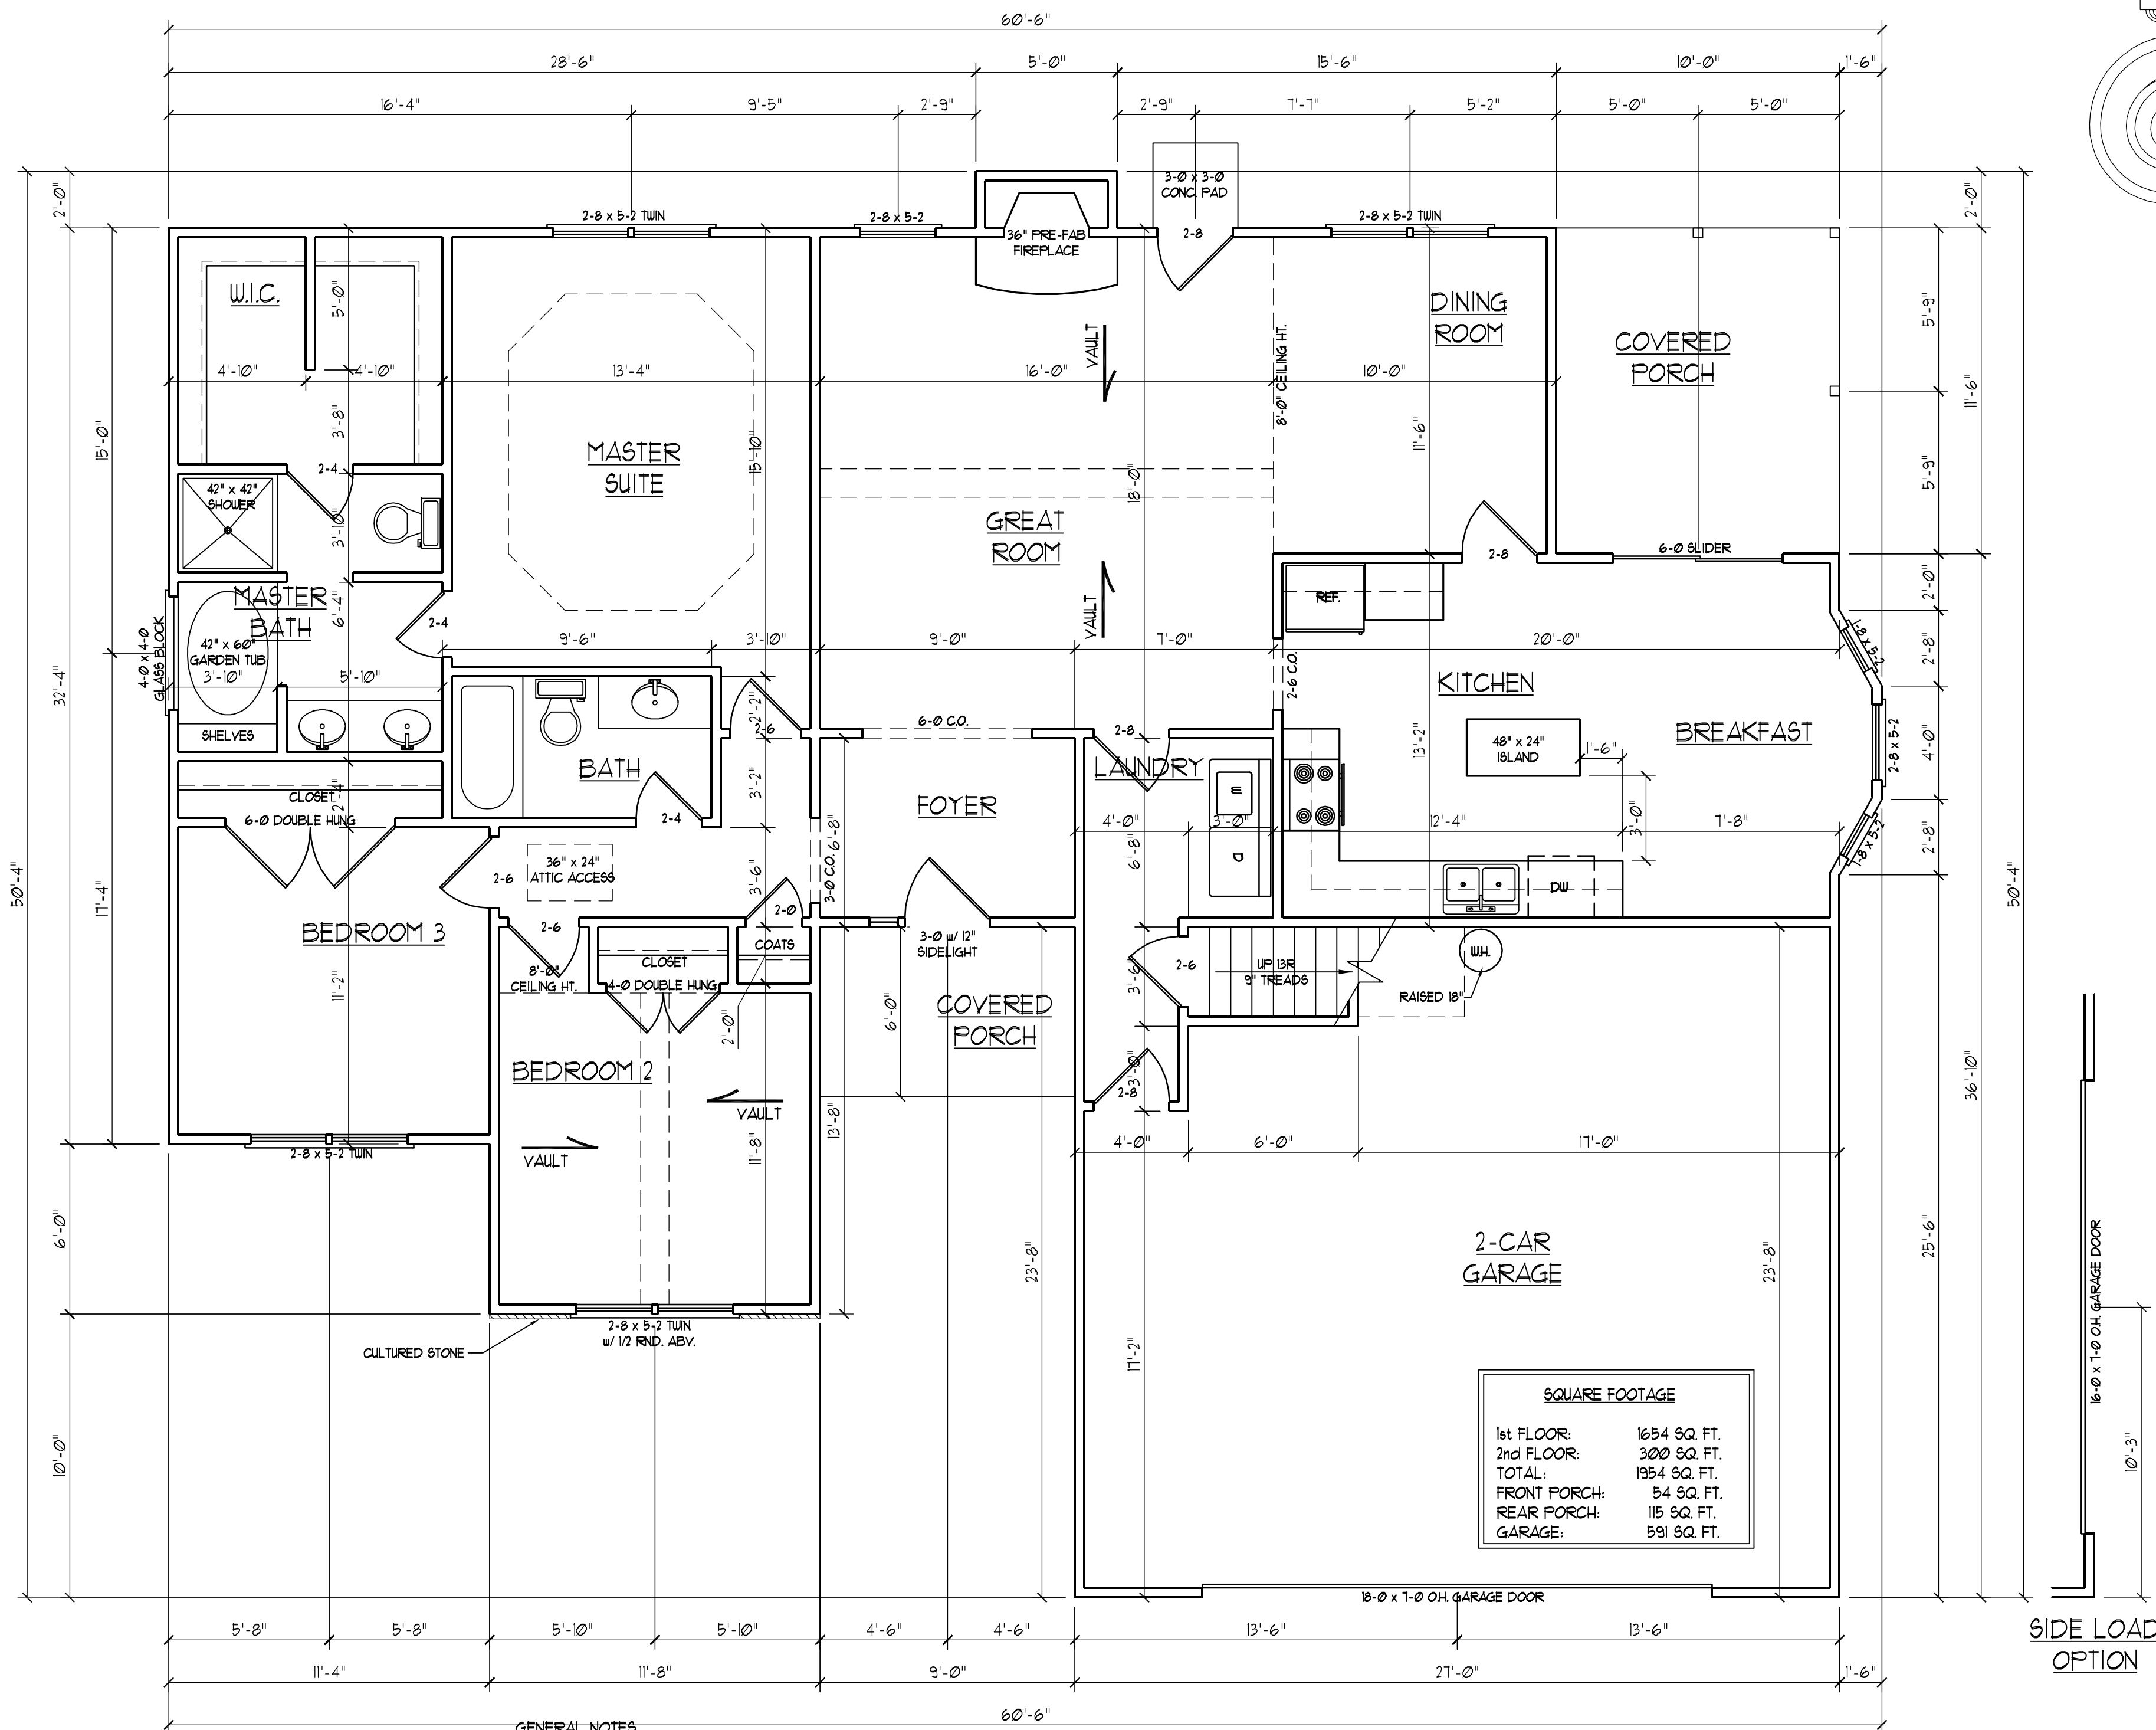 60'-6"
28'-6" 5'-0" 15'-6" 10'-0" 1'-6"
16'-4" 9'-5" 2'-9" 2'-9" 7'-7" 5'-2" 5'-0" 5'-0"
2'-0"
3-0 x 3-0
CONC. PAD
2'-0"
2-8 x 5-2 TWIN
2-8 x 5-2
2-8 x 5-2 TWIN
36" PRE-FAB
FIREPLACE
2-8
W.I.C.
5'-0"
DINING
ROOM
COVERED
PORCH
5'-9"
VAULT
8'-0" CEILING HT.
4'-10" 4'-10" 13'-4" 16'-0" 10'-0"
11'-6"
15'-0"
3'-8"
MASTER
SUITE
15'-10"
18'-0"
11'-6"
5'-9"
2-4
42" x 42"
SHOWER
3'-10"
GREAT
ROOM
2-8
6-0 SLIDER
MASTER
BATH
6'-4"
2-4
VAULT
REF.
2'-0"
1-8 x 5-2
2'-8"
4-0 x 4-0
GLASS BLOCK
42" x 60"
GARDEN TUB
3'-10" 5'-10"
9'-6" 3'-10" 9'-0" 7'-0" 20'-0"
32'-4"
2-6 C.O.
KITCHEN
SHELVES
2'-2"
2-6
6-0 C.O.
2-8
13'-2"
48" x 24"
ISLAND
1'-6"
BREAKFAST
2-8 x 5-2
4'-0"
BATH
LAUNDRY
W
3'-2"
CLOSET
2'-4"
6-0 DOUBLE HUNG
2-4
FOYER
6'-8"
4'-0" 3'-0" 12'-4" 7'-8"
3'-0"
6'-8"
D
1-8 x 5-2
2'-8"
50'-4"
17'-4"
2-6
36" x 24"
ATTIC ACCESS
3'-6"
3-0 C.O.
DW
50'-4"
BEDROOM 3
2-6
2-0
COATS
3-0 w/ 12"
SIDELIGHT
W.H.
11'-2"
8'-0"
CEILING HT.
CLOSET
4-0 DOUBLE HUNG
2-6
3'-6"
UP 13R
9" TREADS
RAISED 18"
COVERED
PORCH
6'-0"
2'-0"
BEDROOM 2
3'-0"
2-8
36'-10"
VAULT
VAULT
11'-8"
13'-8"
4'-0" 6'-0" 17'-0"
2-8 x 5-2 TWIN
6'-0"
23'-8"
2-CAR
GARAGE
23'-8"
25'-6"
2-8 x 5-2 TWIN
w/ 1/2 RND. ABV.
CULTURED STONE
17'-2"
16-0 x 7-0 O.H. GARAGE DOOR
10'-0"
SQUARE FOOTAGE
1st FLOOR: 1654 SQ. FT.
2nd FLOOR: 300 SQ. FT.
TOTAL: 1954 SQ. FT.
FRONT PORCH: 54 SQ. FT.
REAR PORCH: 115 SQ. FT.
GARAGE: 591 SQ. FT.
10'-3"
18-0 x 7-0 O.H. GARAGE DOOR
5'-8" 5'-8" 5'-10" 5'-10" 4'-6" 4'-6" 13'-6" 13'-6"
SIDE LOAD
OPTION
11'-4" 11'-8" 9'-0" 27'-0" 1'-6"
60'-6"
GENERAL NOTES